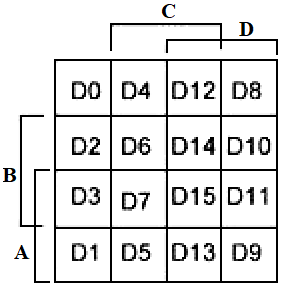 C
D
D0 D4 D12 D8
D2 D6 D14 D10
B
D3 D7 D15 D11
A
D1 D5 D13 D9